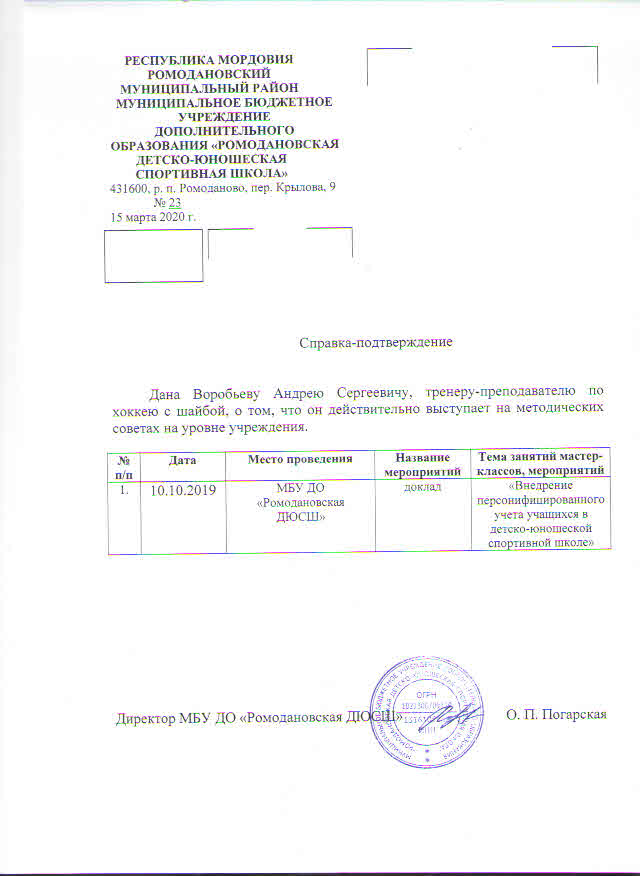 РЕСПУБЛИКА МОРДОВИЯ
РОМОДАНОВСКИЙ
МУНИЦИПАЛЬНЫЙ РАЙОН
МУНИЦИПАЛЬНОЕ БЮДЖЕТНОЕ
УЧРЕЖДЕНИЕ
ДОПОЛНИТЕЛЬНОГО
ОБРАЗОВАНИЯ «РОМОДАНОВСКАЯ
ДЕТСКО-ЮНОШЕСКАЯ
СПОРТИВНАЯ ШКОЛА»
431600, р. п. Ромоданово, пер. Крылова, 9
№ 23
15 марта 2020 г.
Справка-подтверждение
Дана Воробьеву Андрею Сергеевичу, тренеру-преподавателю по
хоккею с шайбой, о том, что он действительно выступает на методических
советах на уровне учреждения.
№ п/п Дата Место проведения Название мероприятий Тема занятий мастер-классов, мероприятий
1. 10.10.2019 МБУ ДО «Ромодановская ДЮСШ» доклад «Внедрение персонифицированного учета учащихся в детско-юношеской спортивной школе»
Директор МБУ ДО «Ромодановская ДЮСШ» О. П. Погарская
ОГРН
ИНН